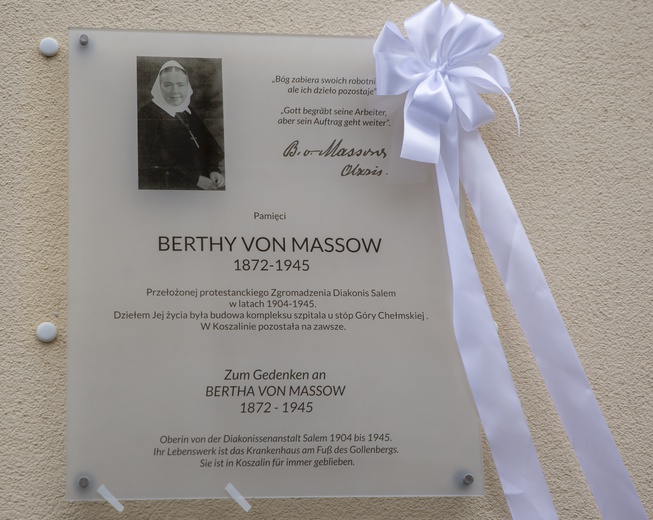 „Bóg zabiera swoich robotni
ale ich dzieło pozostaje"
„Gott begräbt seine Arbeiter,
aber sein Auftrag geht weiter".
B. v. Massow
Pamięci
BERTHY VON MASSOW
1872-1945
Przełożonej protestanckiego Zgromadzenia Diakonis Salem
w latach 1904-1945.
Dziełem Jej życia była budowa kompleksu szpitala u stóp Góry Chełmskiej .
W Koszalinie pozostała na zawsze.
Zum Gedenken an
BERTHA VON MASSOW
1872 - 1945
Oberin von der Diakonissenanstalt Salem 1904 bis 1945.
Ihr Lebenswerk ist das Krankenhaus am Fuß des Gollenbergs.
Sie ist in Koszalin für immer geblieben.